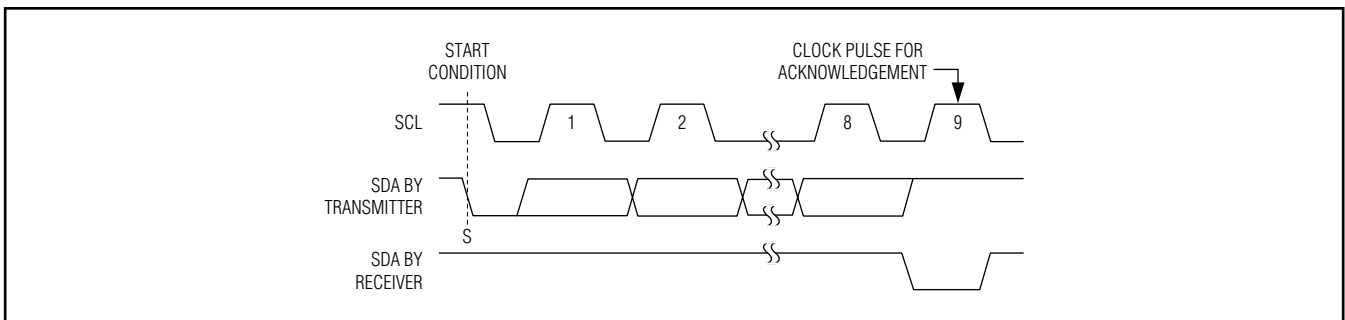 START
CONDITION
CLOCK PULSE FOR
ACKNOWLEDGEMENT
SCL
1
2
8
9
SDA BY
TRANSMITTER
S
SDA BY
RECEIVER